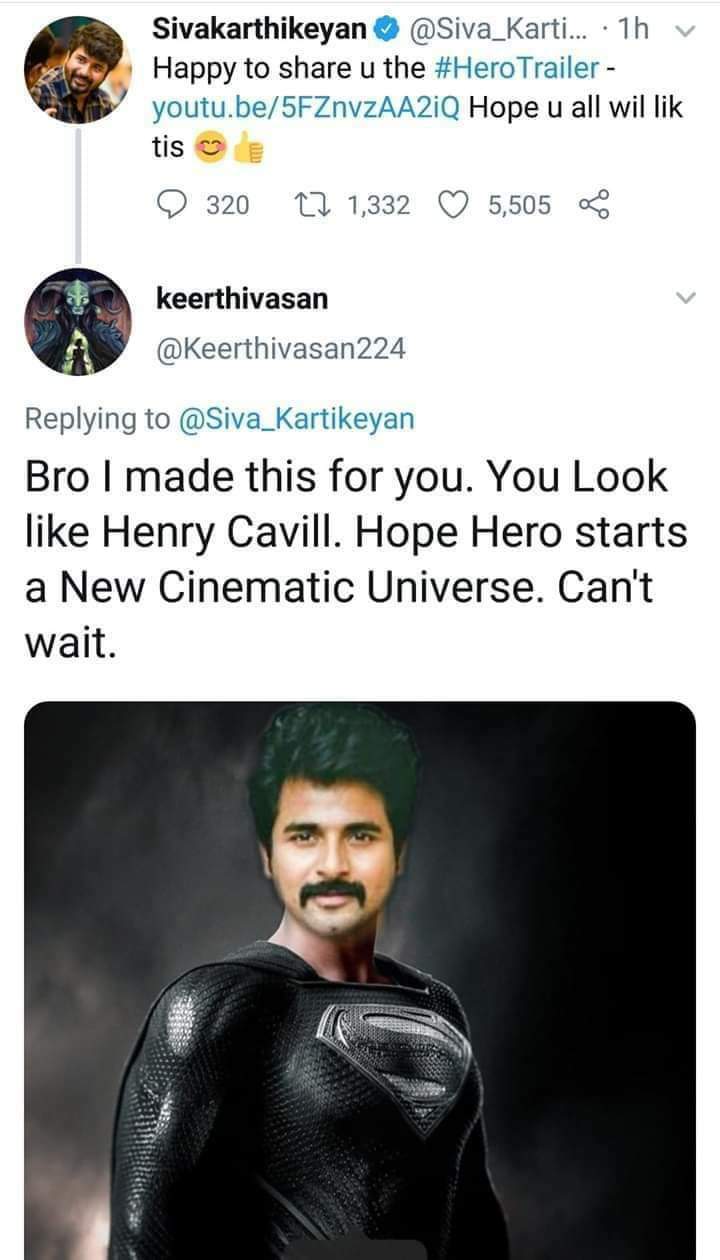 Sivakarthikeyan @Siva_Karti... · 1h
Happy to share u the #HeroTrailer -
youtu.be/5FZnvzAA2iQ Hope u all wil lik
tis 😊👍
320 1,332 5,505
keerthivasan
@Keerthivasan224
Replying to @Siva_Kartikeyan
Bro I made this for you. You Look
like Henry Cavill. Hope Hero starts
a New Cinematic Universe. Can't
wait.